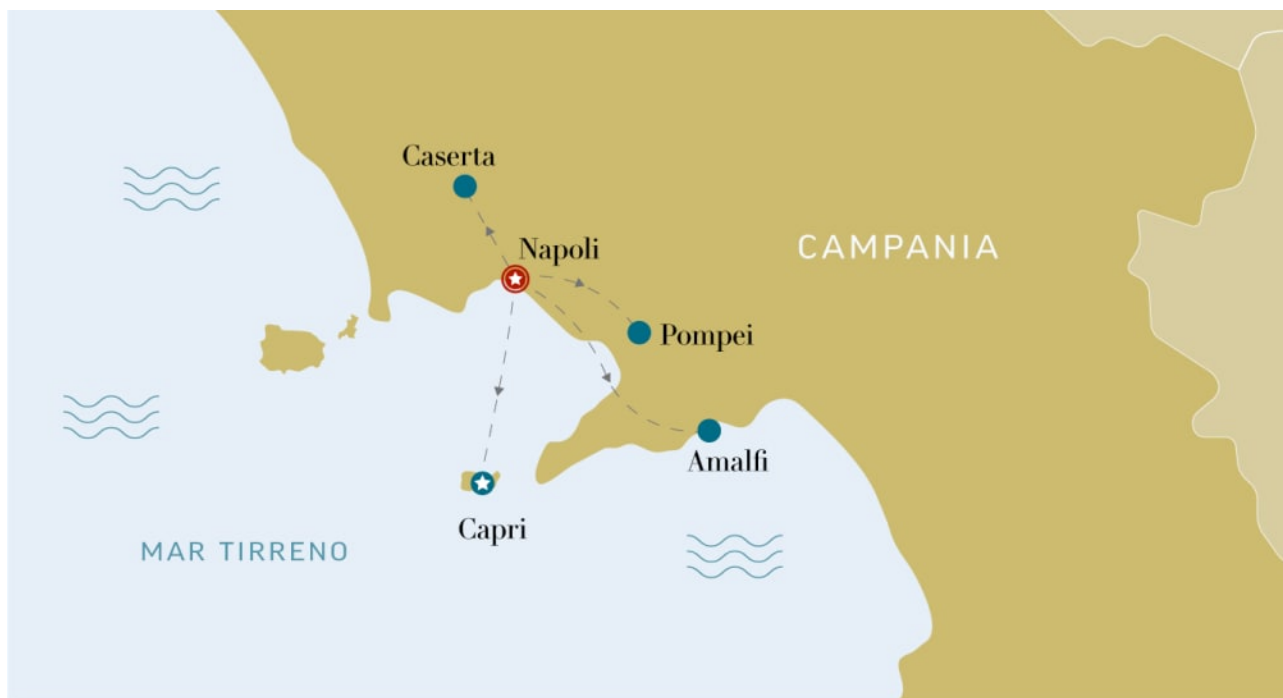 Caserta
Napoli
CAMPANIA
Pompei
Amalfi
Capri
MAR TIRRENO